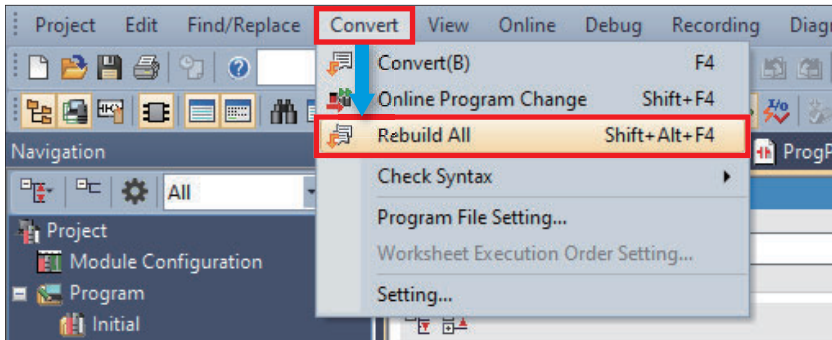 Project Edit Find/Replace Convert View Online Debug Recording
Convert(B) F4
Online Program Change Shift+F4
Rebuild All Shift+Alt+F4
Navigation
All
Check Syntax
Project
Program File Setting...
Module Configuration
Worksheet Execution Order Setting...
Program
Setting...
Initial